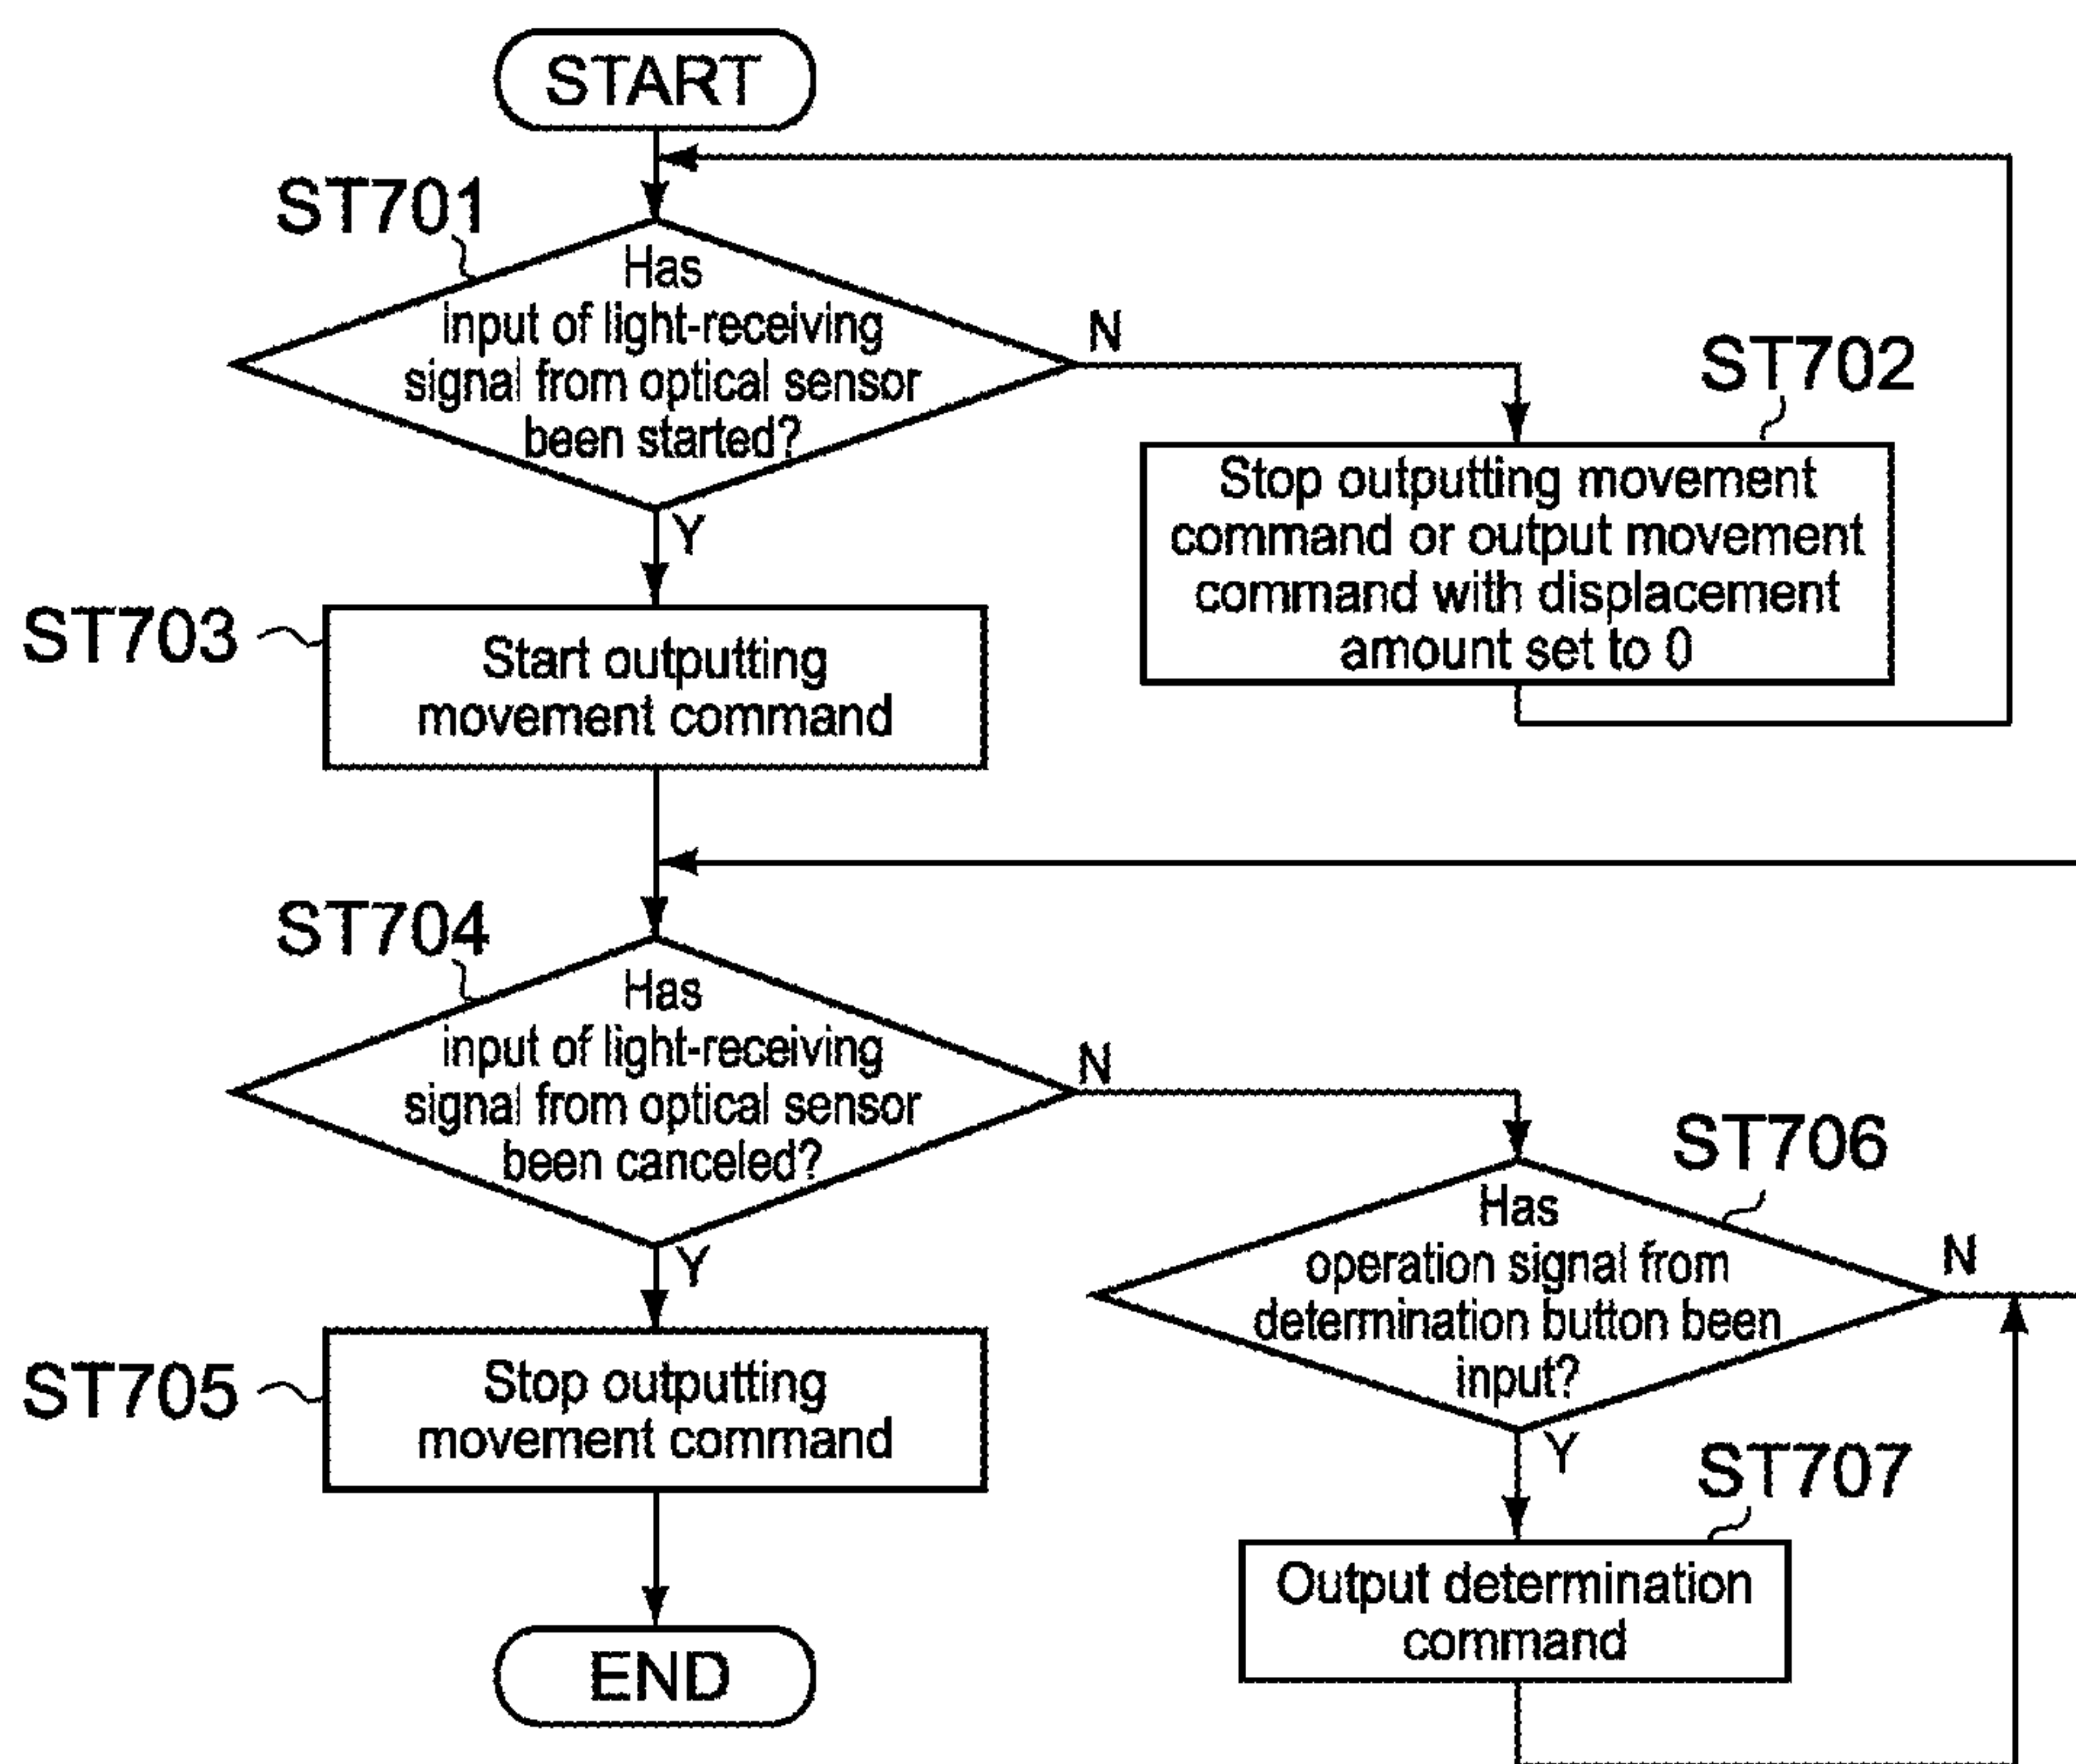 START
ST701
Has
input of light-receiving
signal from optical sensor
been started?
N
Y
ST702
Stop outputting movement
command or output movement
command with displacement
amount set to 0
ST703
Start outputting
movement command
ST704
Has
input of light-receiving
signal from optical sensor
been canceled?
N
Y
ST705
Stop outputting
movement command
END
ST706
Has
operation signal from
determination button been
input?
N
Y
ST707
Output determination
command